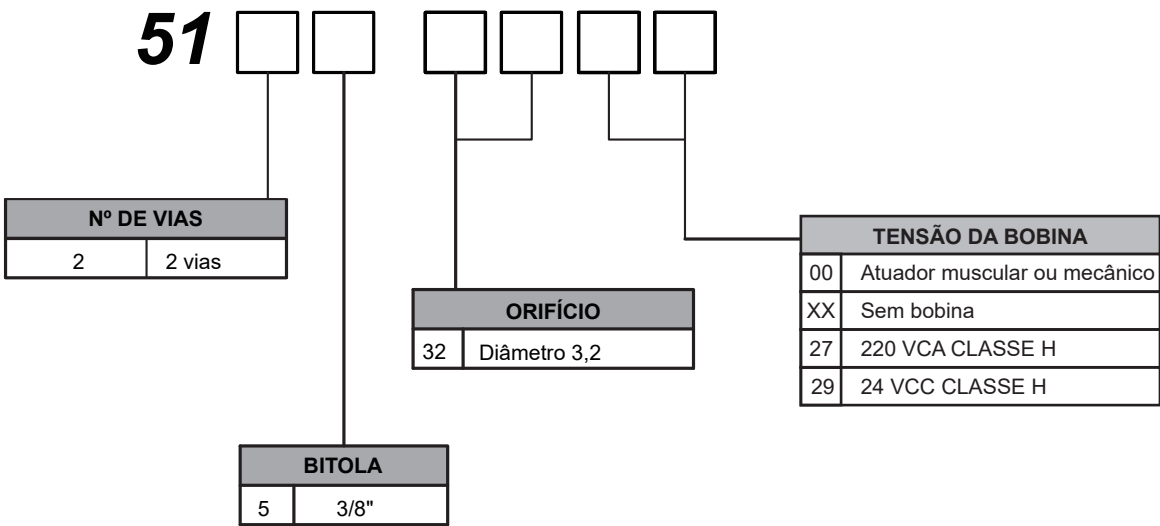 51
Nº DE VIAS
2 2 vias
TENSÃO DA BOBINA
00 Atuador muscular ou mecânico
XX Sem bobina
27 220 VCA CLASSE H
29 24 VCC CLASSE H
ORIFÍCIO
32 Diâmetro 3,2
BITOLA
5 3/8"